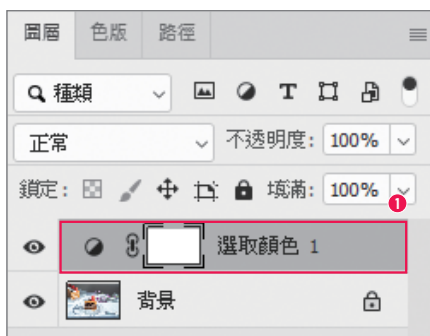 圖層 色版 路徑
種類 T
正常 不透明度: 100%
鎖定: 填滿: 100%
1
選取顏色 1
背景